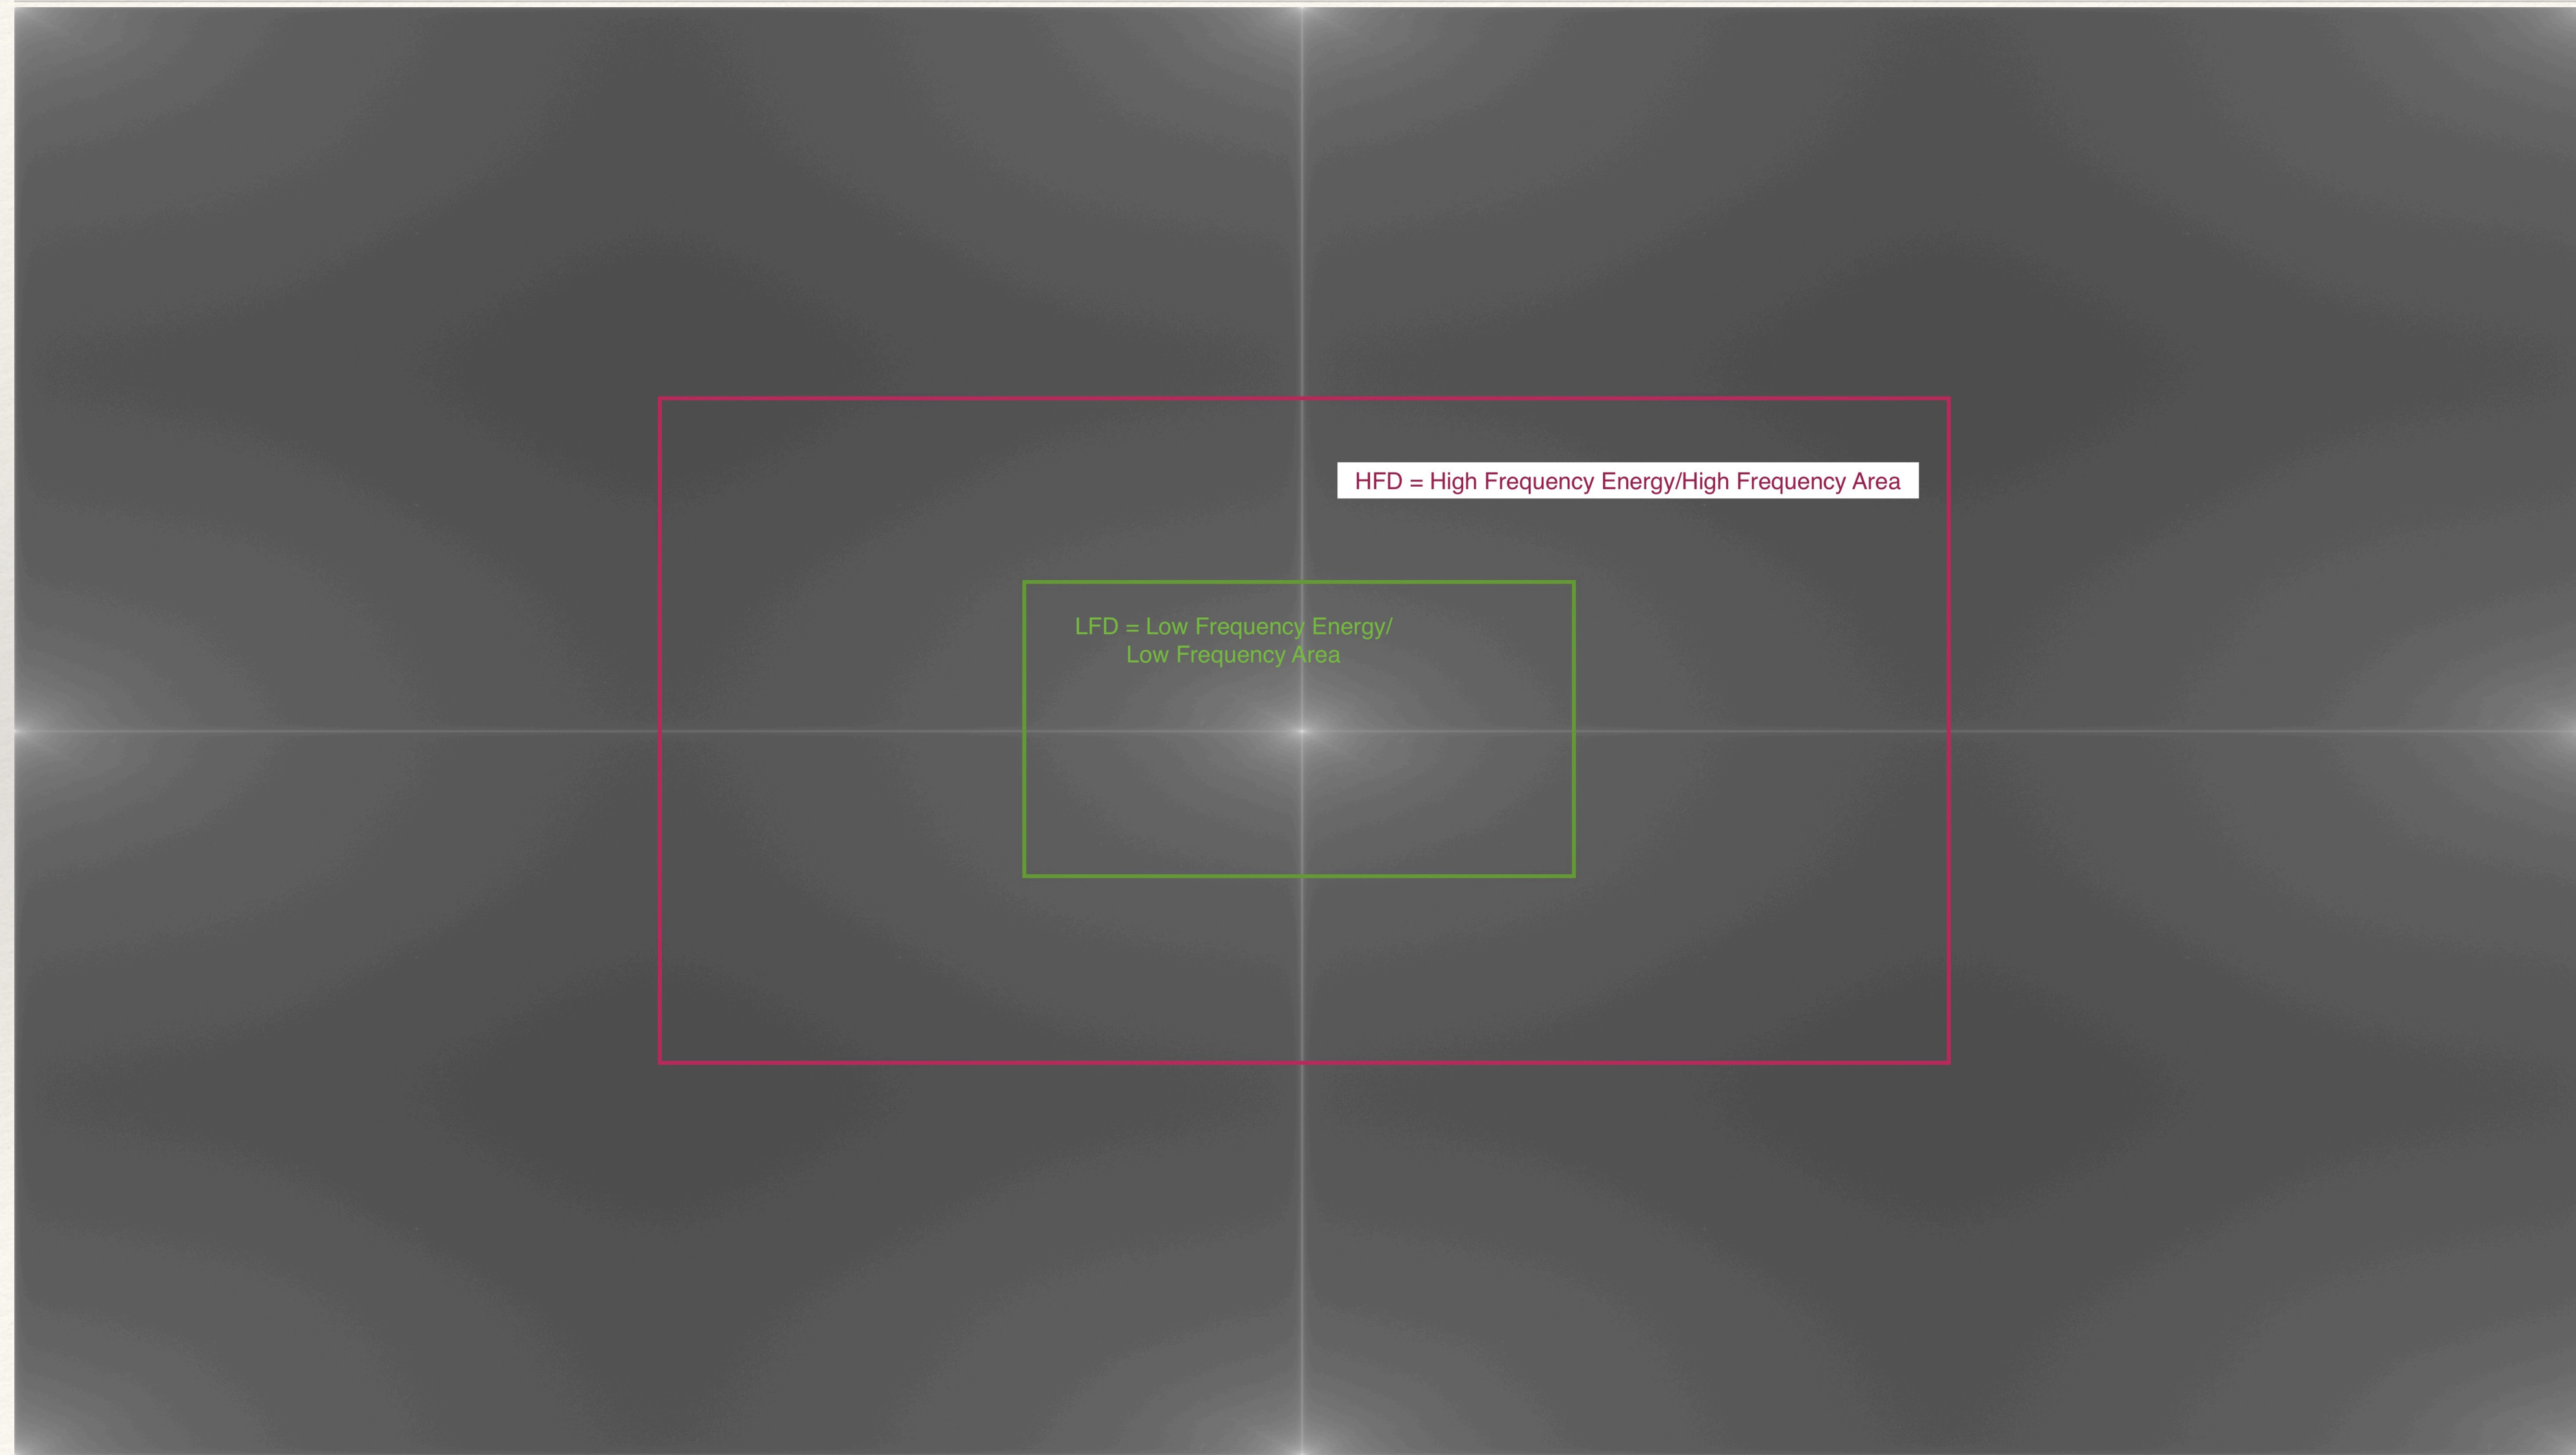 HFD = High Frequency Energy/High Frequency Area
LFD = Low Frequency Energy/
Low Frequency Area